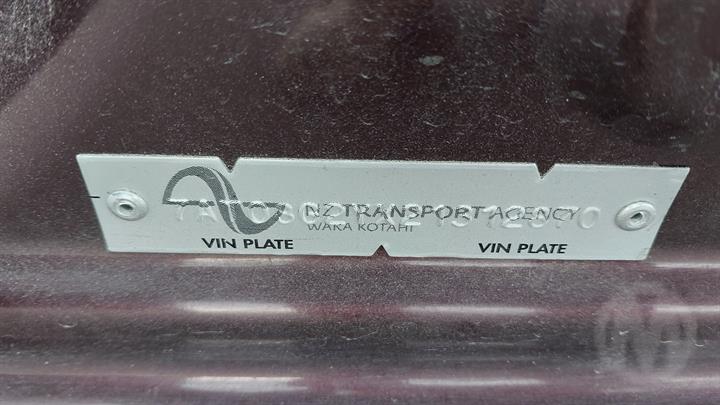 NZ TRANSPORT AGENCY
WAKA KOTAHI
VIN PLATE VIN PLATE